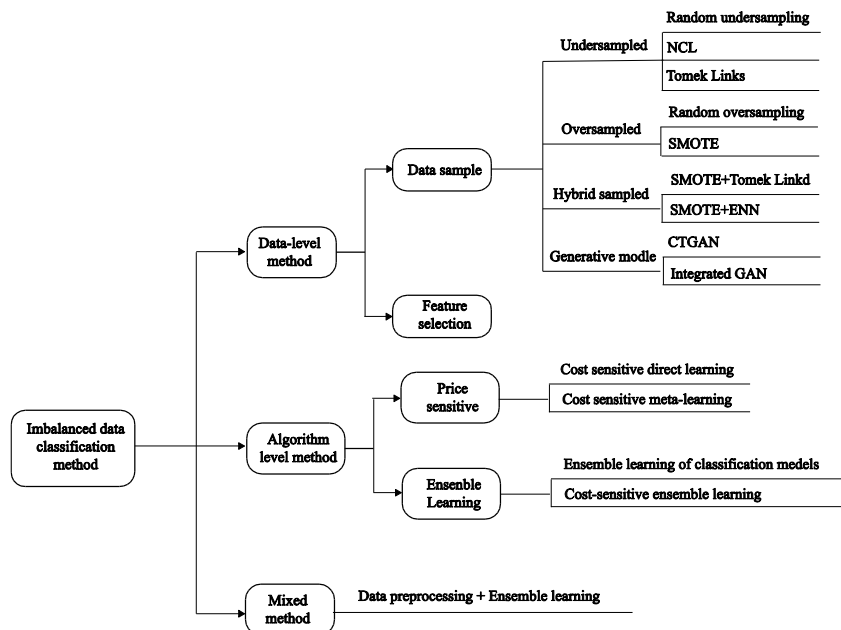 Random undersampling
Undersampled
NCL
Tomek Links
Random oversampling
Oversampled
SMOTE
Data sample
SMOTE+Tomek Linkd
Hybrid sampled
SMOTE+ENN
Data-level
method
CTGAN
Generative modle
Integrated GAN
Feature
selection
Cost sensitive direct learning
Price
sensitive
Cost sensitive meta-learning
Imbalanced data
classification
method
Algorithm
level method
Ensemble learning of classification medels
Ensenble
Learning
Cost-sensitive ensemble learning
Mixed
method
Data preprocessing + Ensemble learning